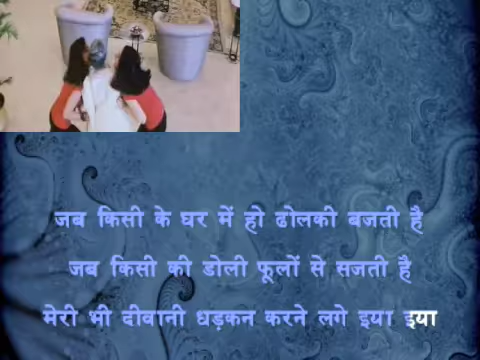 जब किसी के घर में हो ढोलकी बजती है
जब किसी की डोली फूलों से सजती है
मेरी भी दीवानी धड़कन करने लगे इया इया